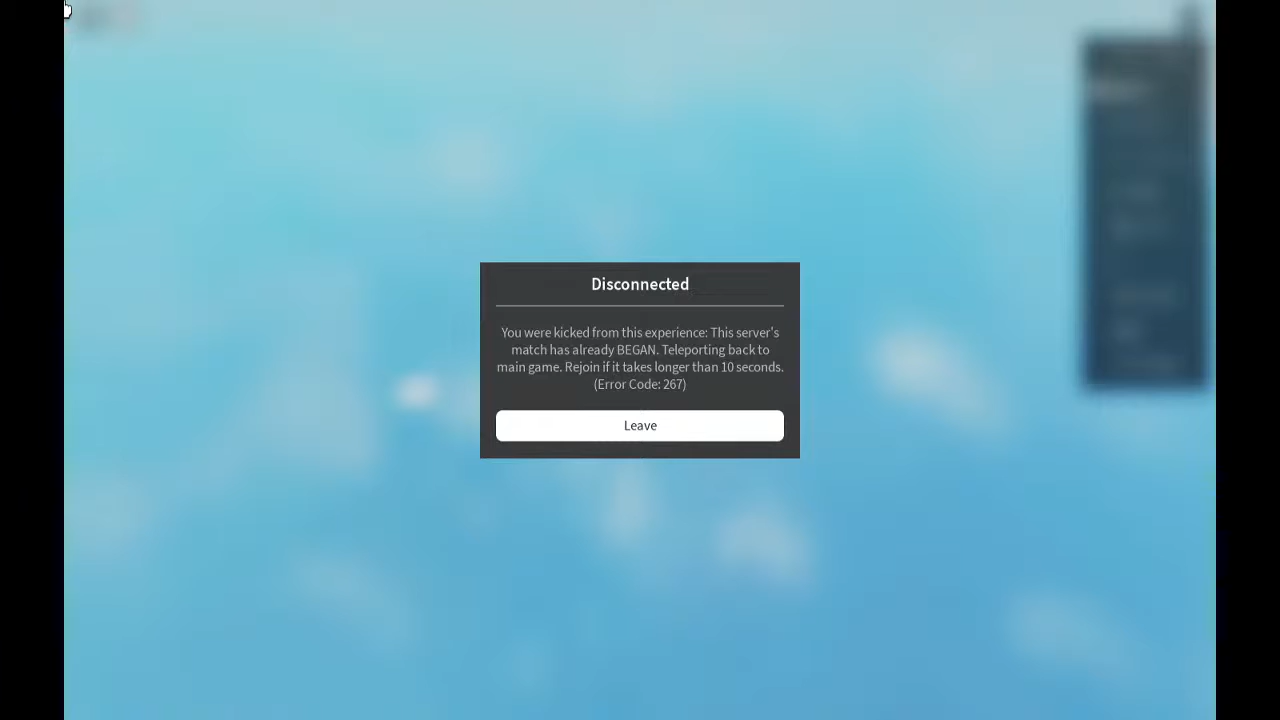 Disconnected
You were kicked from this experience: This server's
match has already BEGAN. Teleporting back to
main game. Rejoin if it takes longer than 10 seconds.
(Error Code: 267)
Leave